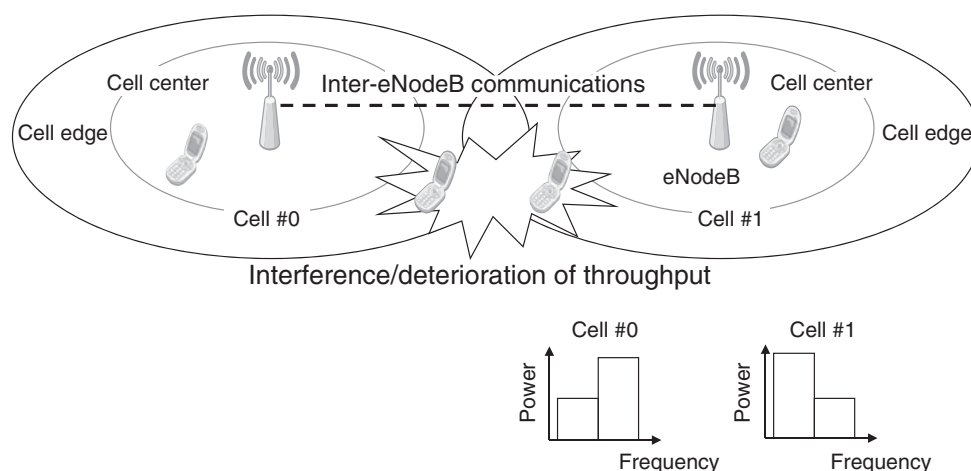 Cell center
Inter-eNodeB communications
Cell center
Cell edge
Cell edge
eNodeB
Cell #0
Cell #1
Interference/deterioration of throughput
Cell #0
Cell #1
Power
Power
Frequency
Frequency